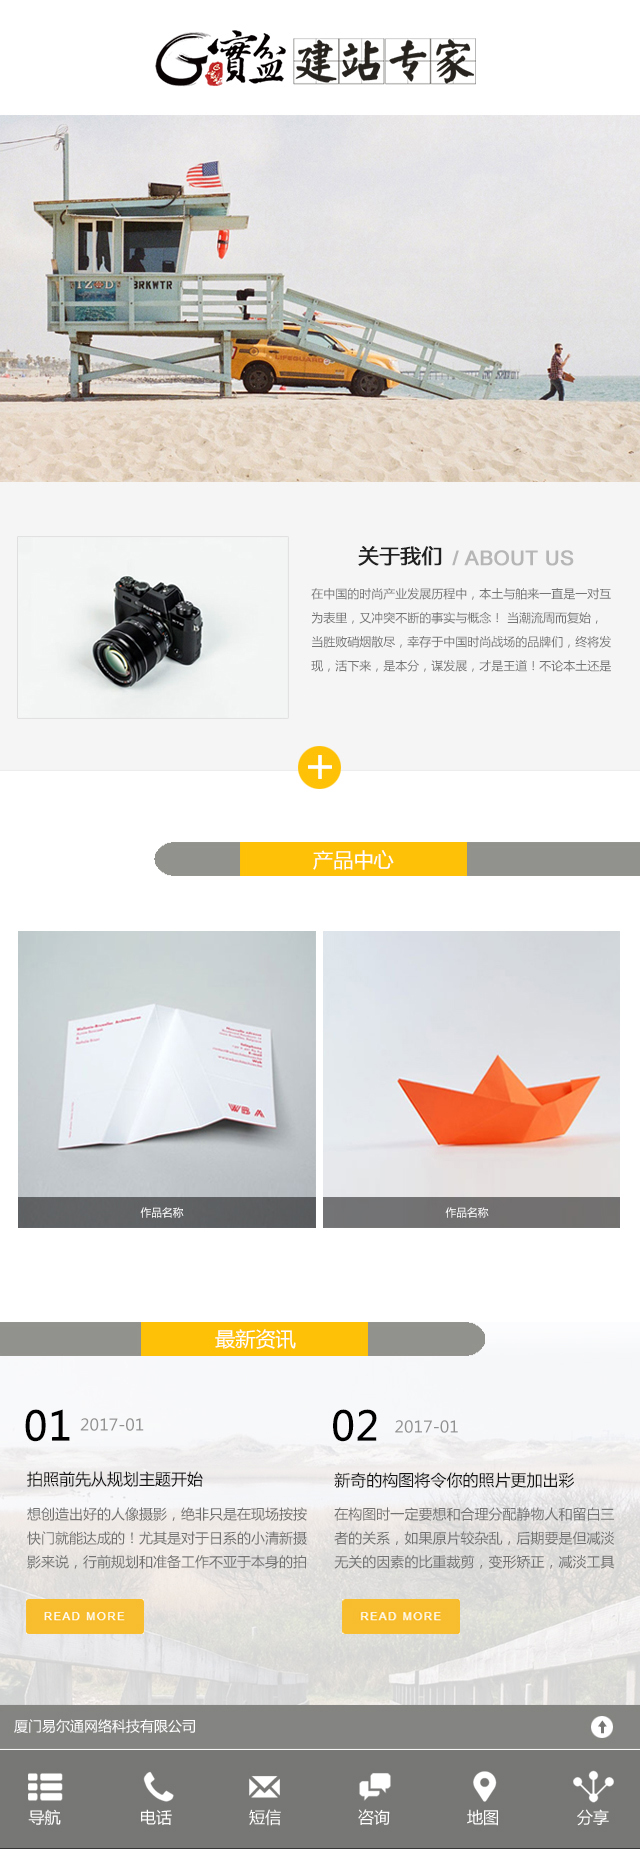 G寶盆 建站专家
BRKWTR
LIFEGUARD
关于我们 / ABOUT US
在中国的时尚产业发展历程中，本土与舶来一直是一对互
为表里，又冲突不断的事实与概念！ 当潮流周而复始，
当胜败硝烟散尽，幸存于中国时尚战场的品牌们，终将发
现，活下来，是本分，谋发展，才是王道！不论本土还是
产品中心
WBA
作品名称
作品名称
最新资讯
01 2017-01
拍照前先从规划主题开始
想创造出好的人像摄影，绝非只是在现场按按
快门就能达成的！尤其是对于日系的小清新摄
影来说，行前规划和准备工作不亚于本身的拍
READ MORE
02 2017-01
新奇的构图将令你的照片更加出彩
在构图时一定要想和合理分配静物人和留白三
者的关系，如果原片较杂乱，后期要是但减淡
无关的因素的比重裁剪，变形矫正，减淡工具
READ MORE
厦门易尔通网络科技有限公司
导航 电话 短信 咨询 地图 分享